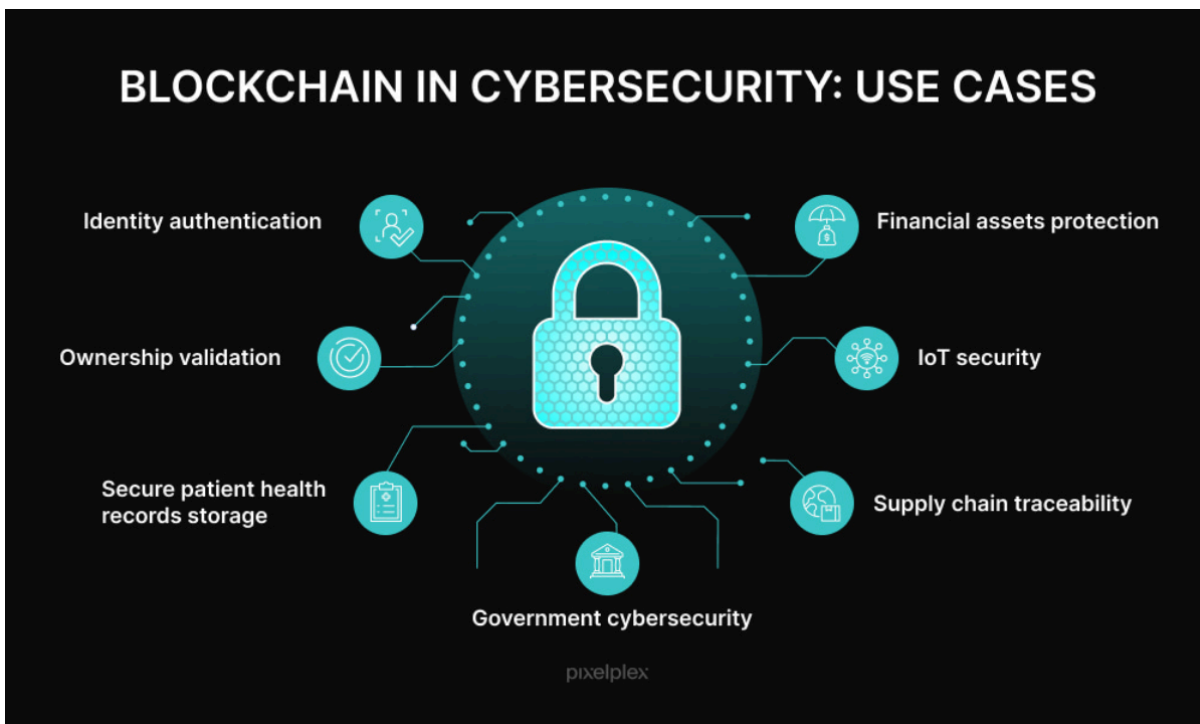 BLOCKCHAIN IN CYBERSECURITY: USE CASES
Identity authentication
Financial assets protection
Ownership validation
IoT security
Secure patient health
records storage
Supply chain traceability
Government cybersecurity
pixelplex